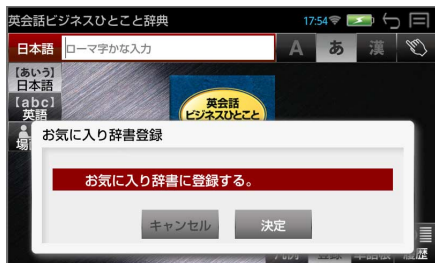 英会話ビジネスひとこと辞典
17:54
日本語
ローマ字かな入力
A
あ
漢
【あいう】
日本語
【abc】
英語
英会話
ビジネスひとこと
お気に入り辞書登録
お気に入り辞書に登録する。
キャンセル
決定